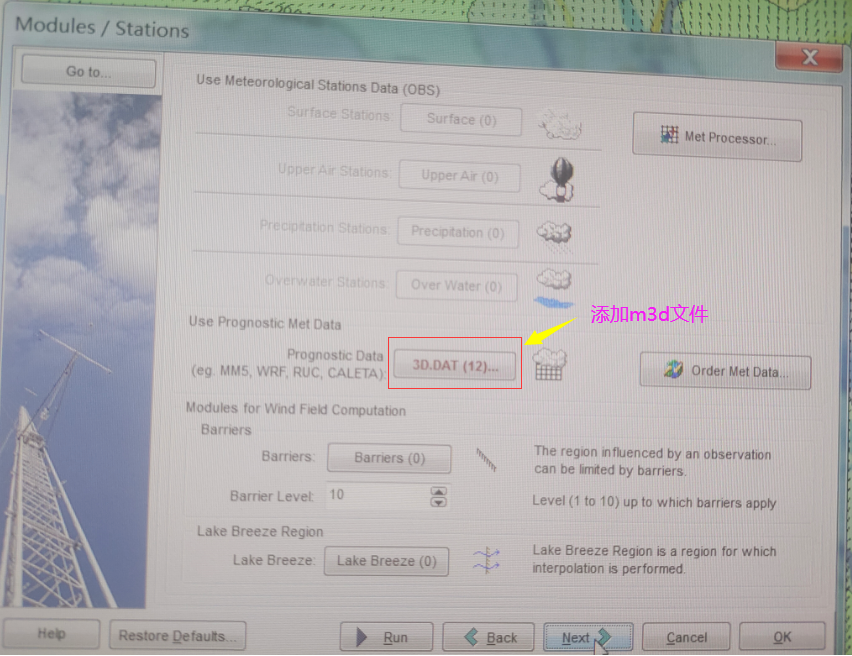 Modules / Stations
Go to...
Use Meteorological Stations Data (OBS)
Surface Stations: Surface (0)
Met Processor...
Upper Air Stations: Upper Air (0)
Precipitation Stations: Precipitation (0)
Overwater Stations: Over Water (0)
添加m3d文件
Use Prognostic Met Data
Prognostic Data
(eg. MM5, WRF, RUC, CALETA): 3D.DAT (12)...
Order Met Data...
Modules for Wind Field Computation
Barriers
Barriers: Barriers (0)
The region influenced by an observation
can be limited by barriers.
Barrier Level: 10
Level (1 to 10) up to which barriers apply
Lake Breeze Region
Lake Breeze: Lake Breeze (0)
Lake Breeze Region is a region for which
interpolation is performed.
Help Restore Defaults... Run Back Next Cancel OK